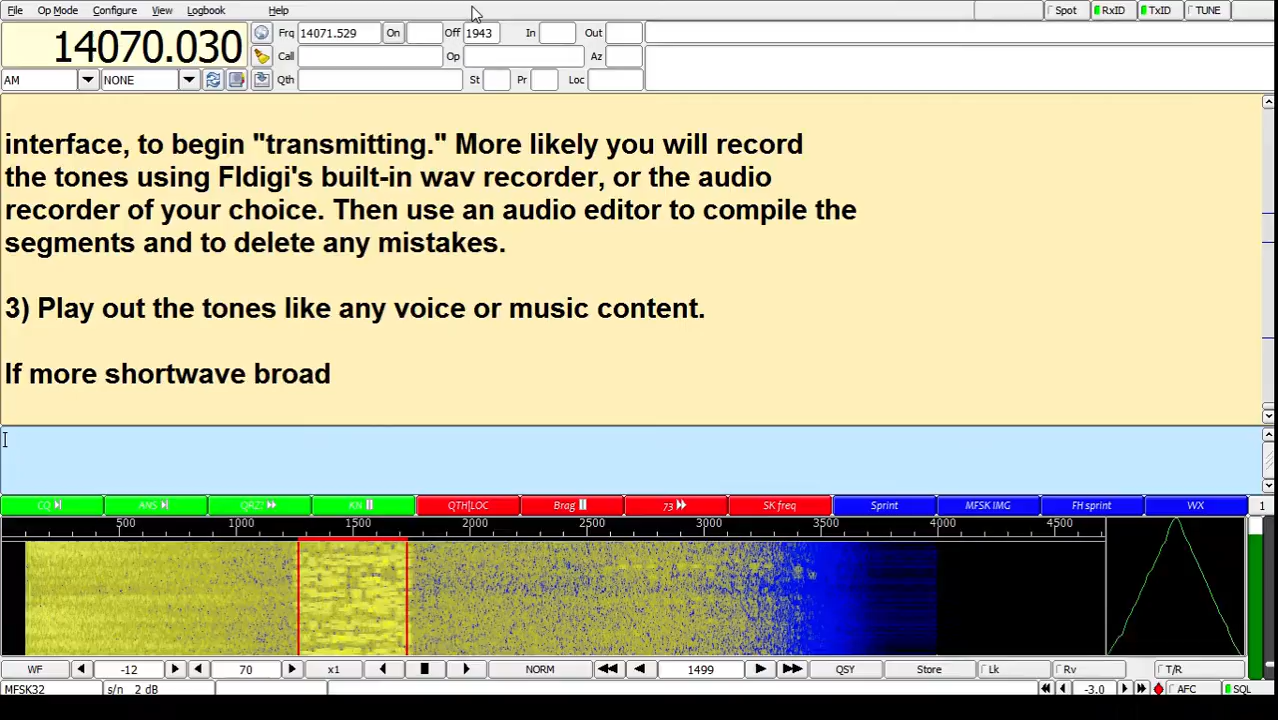 File Op Mode Configure View Logbook Help Spot RxID TxID TUNE
14070.030 Frq 14071.529 On Off 1943 In Out
Call Op Az
AM NONE Qth St Pr Loc
interface, to begin "transmitting." More likely you will record
the tones using Fldigi's built-in wav recorder, or the audio
recorder of your choice. Then use an audio editor to compile the
segments and to delete any mistakes.
3) Play out the tones like any voice or music content.
If more shortwave broad
CQ ANS QRZ! KN QTH|LOC Brag 73 SK freq Sprint MFSK IMG FH sprint WX 1
500 1000 1500 2000 2500 3000 3500 4000 4500
WF -12 70 x1 NORM 1499 QSY Store Lk Rv T/R
MFSK32 s/n 2 dB -3.0 AFC SQL